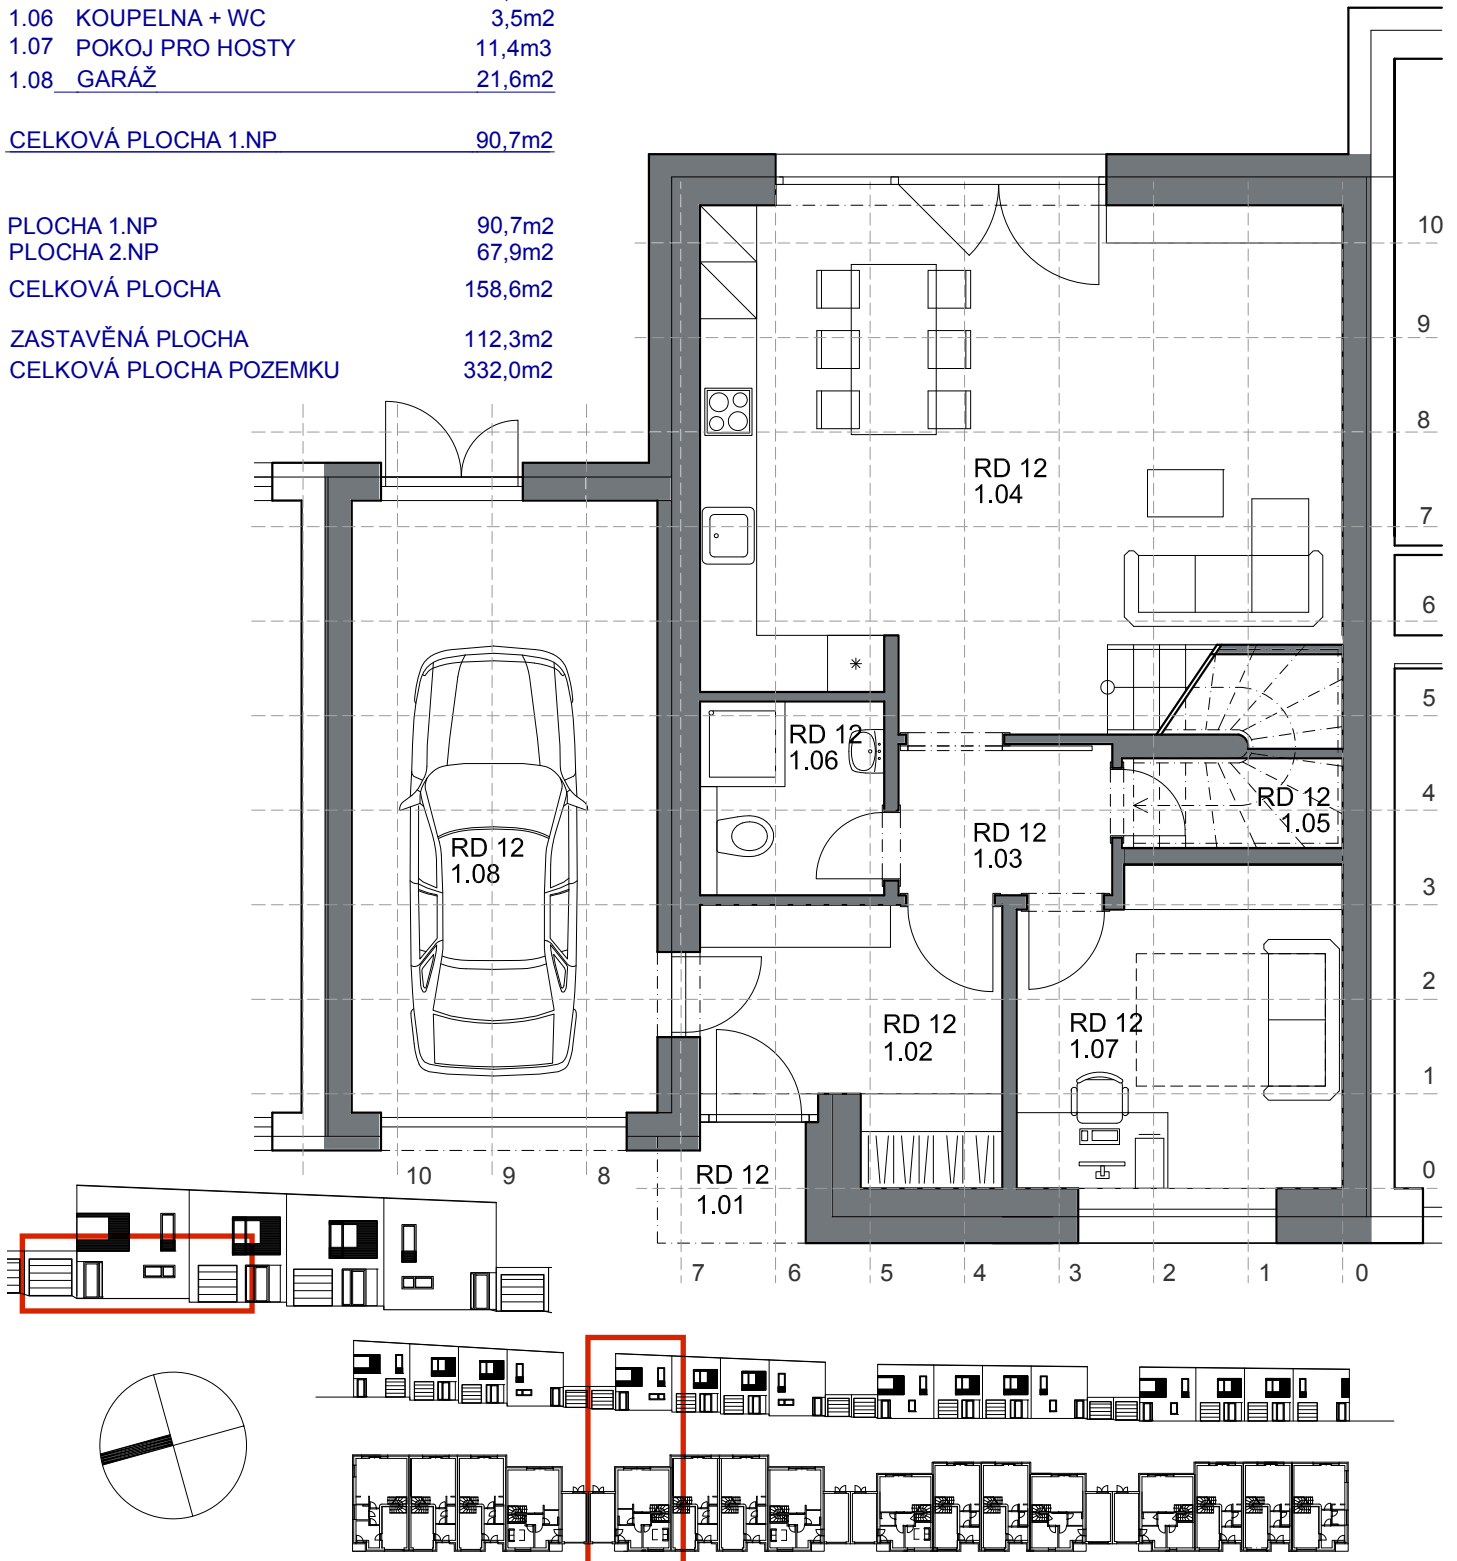 1.06 KOUPELNA + WC 3,5m2
1.07 POKOJ PRO HOSTY 11,4m3
1.08 GARÁŽ 21,6m2
CELKOVÁ PLOCHA 1.NP 90,7m2
PLOCHA 1.NP 90,7m2
PLOCHA 2.NP 67,9m2
CELKOVÁ PLOCHA 158,6m2
ZASTAVĚNÁ PLOCHA 112,3m2
CELKOVÁ PLOCHA POZEMKU 332,0m2
10
9
8
RD 12
1.04
7
6
5
RD 12
1.06
4
RD 12
1.05
RD 12
1.03
RD 12
1.08
3
2
RD 12
1.02
RD 12
1.07
1
0
RD 12
1.01
10 9 8
7 6 5 4 3 2 1 0